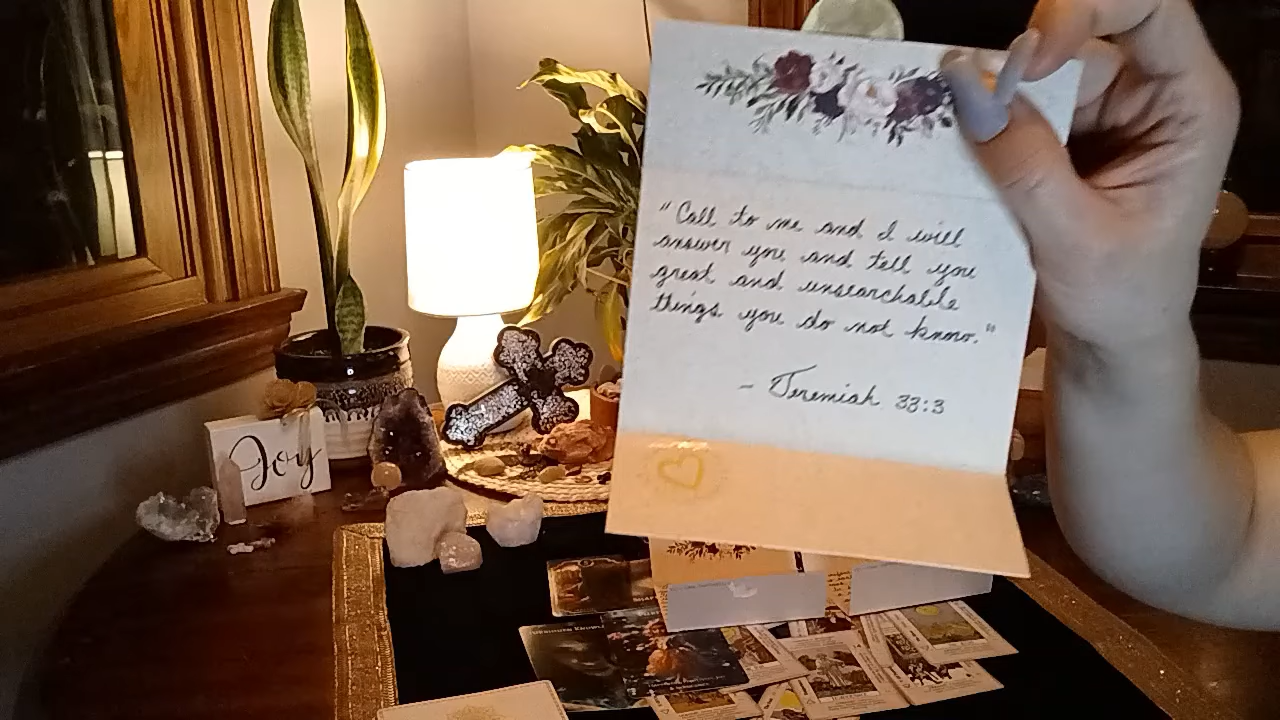 "Call to me and I will
answer you and tell you
great and unsearchable
things you do not know."
- Jeremiah 33:3
Joy